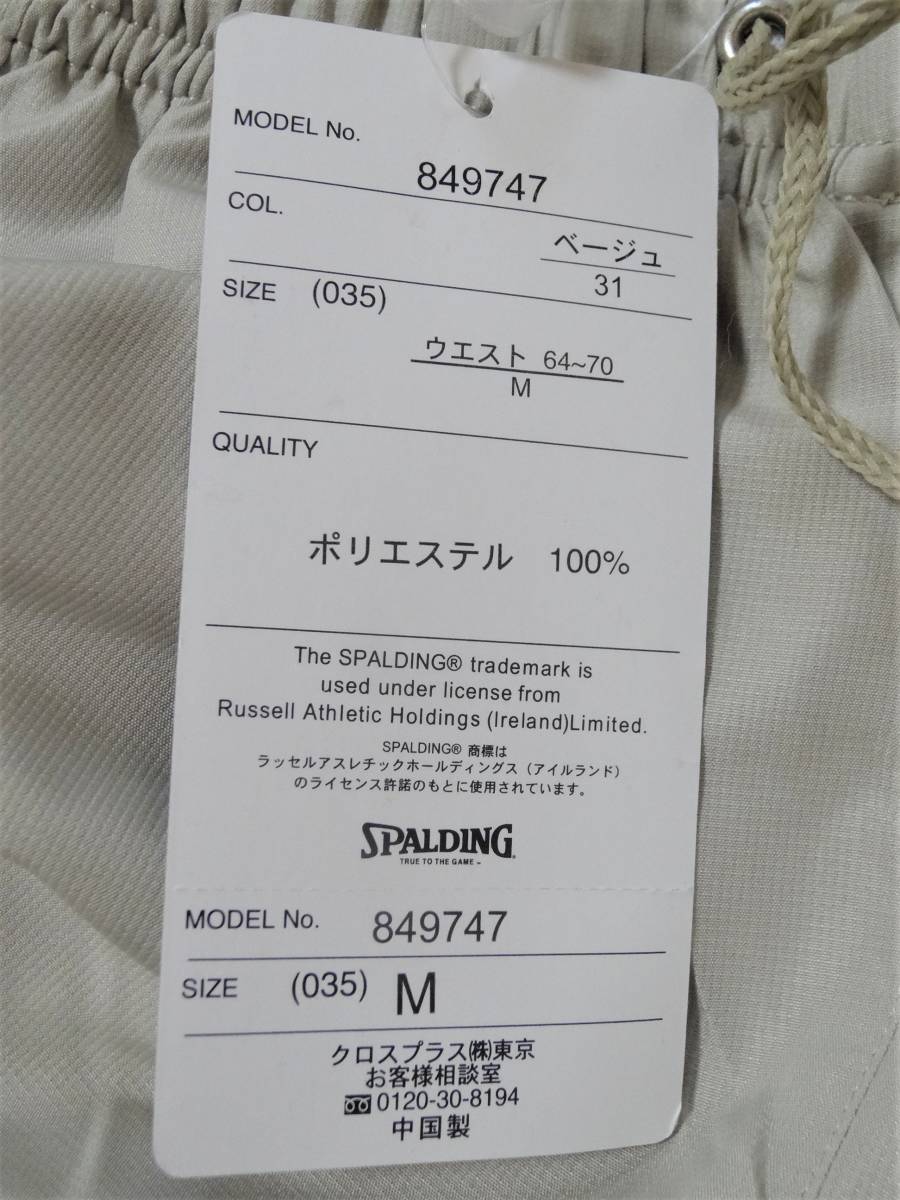 MODEL No.
849747
COL.
ベージュ
31
SIZE (035)
ウエスト 64~70
M
QUALITY
ポリエステル 100%
The SPALDING® trademark is
used under license from
Russell Athletic Holdings (Ireland)Limited.
SPALDING® 商標は
ラッセルアスレチックホールディングス（アイルランド）
のライセンス許諾のもとに使用されています。
SPALDING
TRUE TO THE GAME™
MODEL No. 849747
SIZE (035) M
クロスプラス㈱東京
お客様相談室
0120-30-8194
中国製